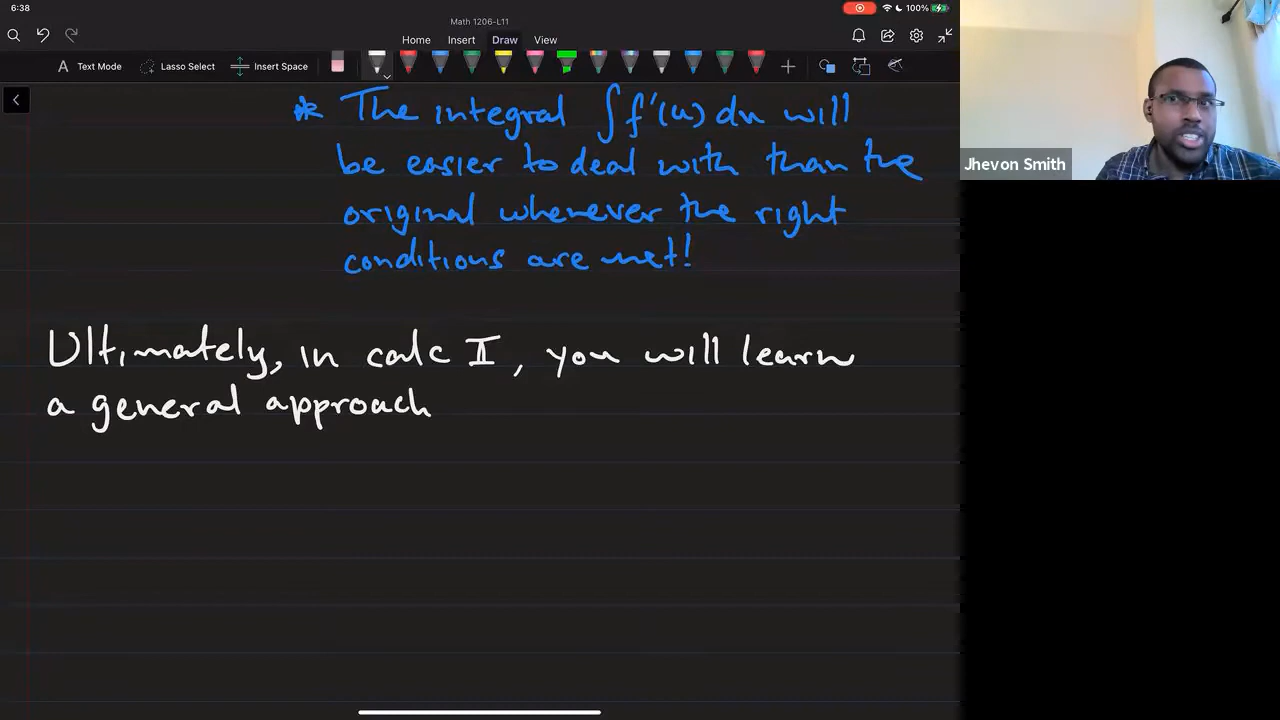 6:38
100%
Math 1206-L11
Home Insert Draw View
Text Mode Lasso Select Insert Space
* The integral ∫f'(u) du will
be easier to deal with than the
original whenever the right
conditions are met!
Jhevon Smith
Ultimately, in calc II, you will learn
a general approach